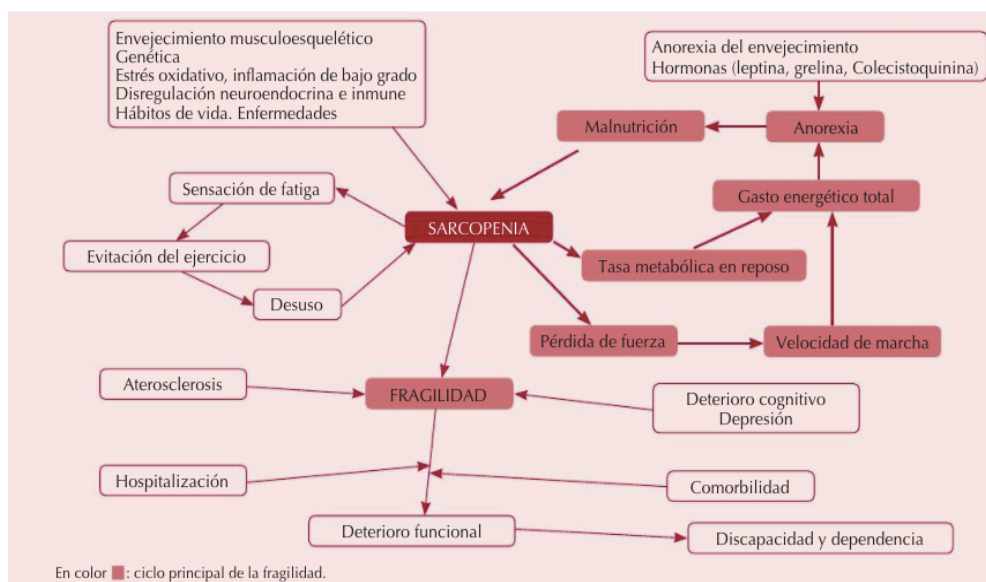 Envejecimiento musculoesquelético
Genética
Estrés oxidativo, inflamación de bajo grado
Disregulación neuroendocrina e inmune
Hábitos de vida. Enfermedades
Anorexia del envejecimiento
Hormonas (leptina, grelina, Colecistoquinina)
Malnutrición
Anorexia
Sensación de fatiga
Gasto energético total
SARCOPENIA
Evitación del ejercicio
Tasa metabólica en reposo
Desuso
Pérdida de fuerza
Velocidad de marcha
Aterosclerosis
FRAGILIDAD
Deterioro cognitivo
Depresión
Hospitalización
Comorbilidad
Deterioro funcional
Discapacidad y dependencia
En color : ciclo principal de la fragilidad.